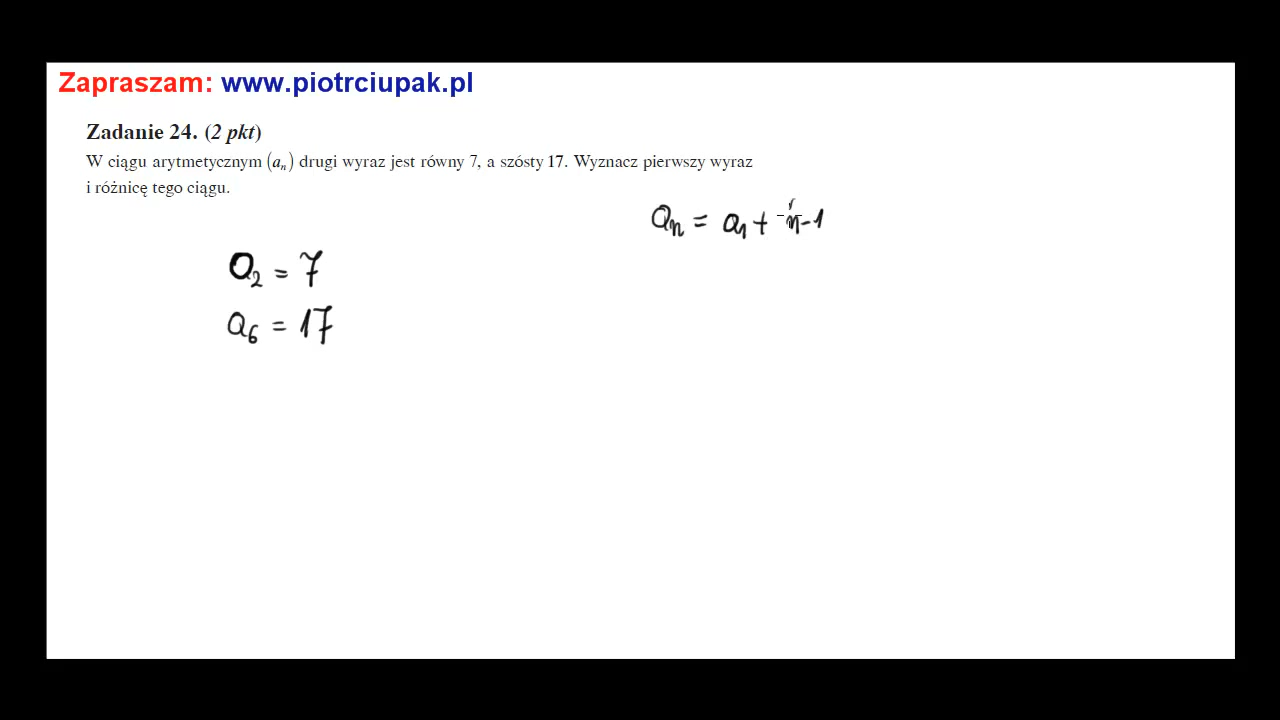 Zapraszam: www.piotrciupak.pl
Zadanie 24. (2 pkt)
W ciągu arytmetycznym (aₙ) drugi wyraz jest równy 7, a szósty 17. Wyznacz pierwszy wyraz
i różnicę tego ciągu.
aₙ = a₁ + n-1
a₂ = 7
a₆ = 17